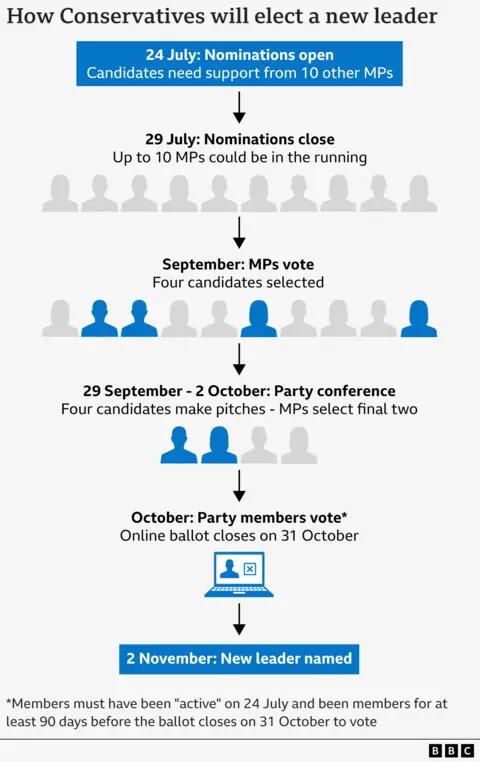 How Conservatives will elect a new leader
24 July: Nominations open
Candidates need support from 10 other MPs
29 July: Nominations close
Up to 10 MPs could be in the running
September: MPs vote
Four candidates selected
29 September - 2 October: Party conference
Four candidates make pitches - MPs select final two
October: Party members vote*
Online ballot closes on 31 October
2 November: New leader named
*Members must have been "active" on 24 July and been members for at
least 90 days before the ballot closes on 31 October to vote
BBC